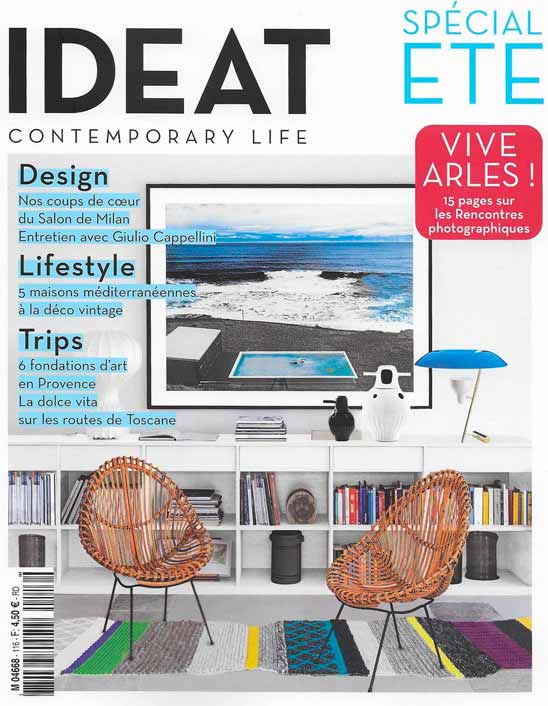 IDEAT
CONTEMPORARY LIFE
SPÉCIAL
ETE
VIVE
ARLES !
15 pages sur
les Rencontres
photographiques
Design
Nos coups de cœur
du Salon de Milan
Entretien avec Giulio Cappellini
Lifestyle
5 maisons méditerranéennes
à la déco vintage
Trips
6 fondations d'art
en Provence
La dolce vita
sur les routes de Toscane
M 04668 - 116 - F: 4,50 € - RD